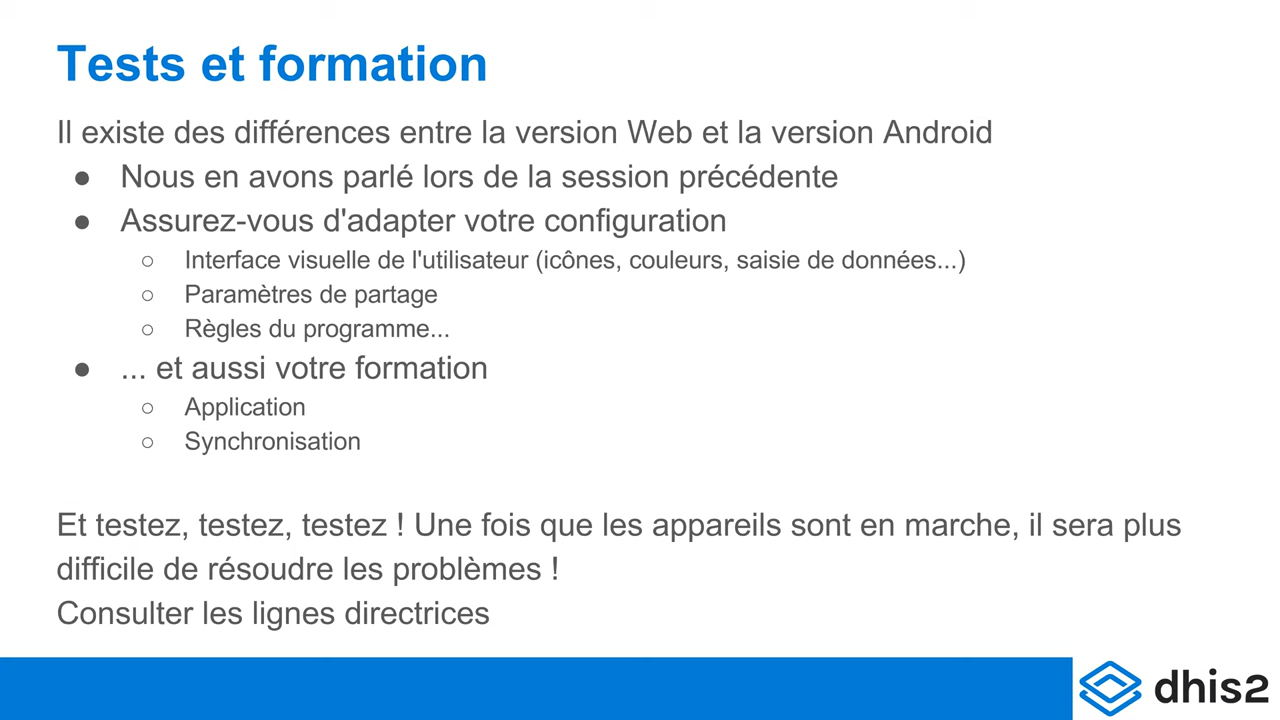 Tests et formation
Il existe des différences entre la version Web et la version Android
● Nous en avons parlé lors de la session précédente
● Assurez-vous d'adapter votre configuration
○ Interface visuelle de l'utilisateur (icônes, couleurs, saisie de données...)
○ Paramètres de partage
○ Règles du programme...
● ... et aussi votre formation
○ Application
○ Synchronisation
Et testez, testez, testez ! Une fois que les appareils sont en marche, il sera plus
difficile de résoudre les problèmes !
Consulter les lignes directrices
dhis2